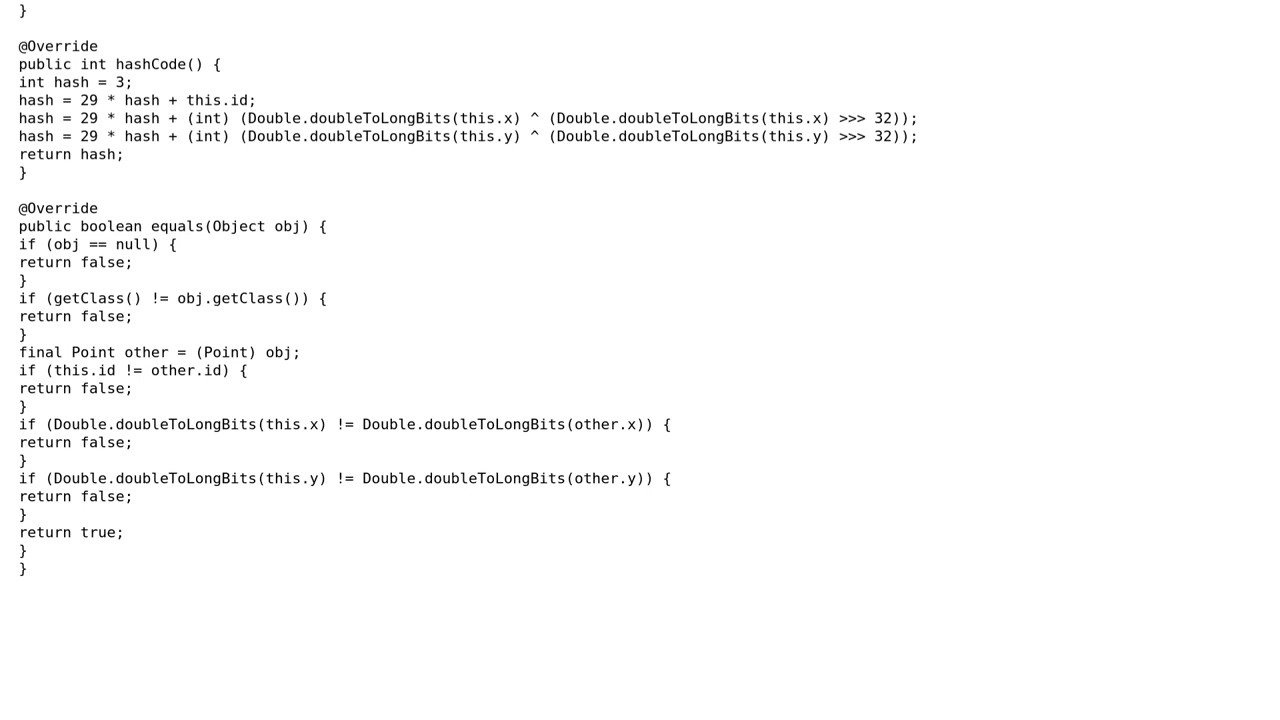 }
@Override
public int hashCode() {
int hash = 3;
hash = 29 * hash + this.id;
hash = 29 * hash + (int) (Double.doubleToLongBits(this.x) ^ (Double.doubleToLongBits(this.x) >>> 32));
hash = 29 * hash + (int) (Double.doubleToLongBits(this.y) ^ (Double.doubleToLongBits(this.y) >>> 32));
return hash;
}
@Override
public boolean equals(Object obj) {
if (obj == null) {
return false;
}
if (getClass() != obj.getClass()) {
return false;
}
final Point other = (Point) obj;
if (this.id != other.id) {
return false;
}
if (Double.doubleToLongBits(this.x) != Double.doubleToLongBits(other.x)) {
return false;
}
if (Double.doubleToLongBits(this.y) != Double.doubleToLongBits(other.y)) {
return false;
}
return true;
}
}